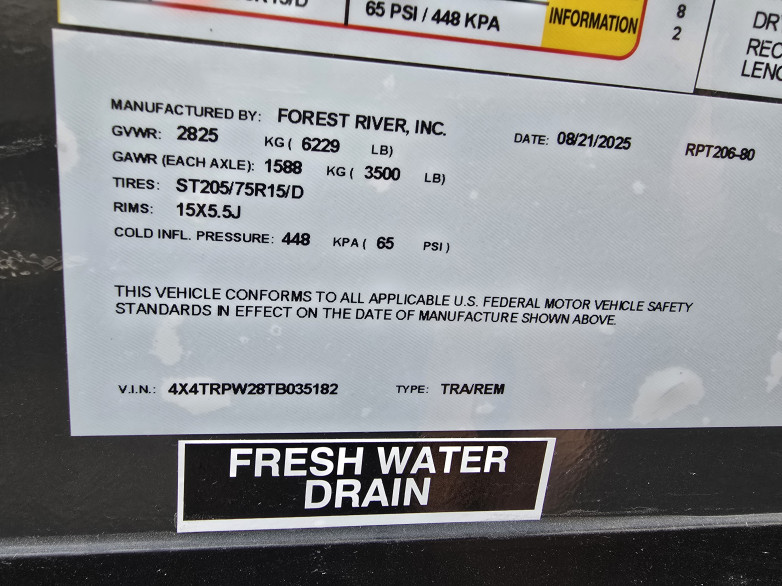 65 PSI / 448 KPA
INFORMATION
8
2
DR
REC
LENG
MANUFACTURED BY: FOREST RIVER, INC.
GVWR: 2825 KG ( 6229 LB)
DATE: 08/21/2025 RPT206-80
GAWR (EACH AXLE): 1588 KG ( 3500 LB)
TIRES: ST205/75R15/D
RIMS: 15X5.5J
COLD INFL. PRESSURE: 448 KPA ( 65 PSI )
THIS VEHICLE CONFORMS TO ALL APPLICABLE U.S. FEDERAL MOTOR VEHICLE SAFETY
STANDARDS IN EFFECT ON THE DATE OF MANUFACTURE SHOWN ABOVE.
V.I.N.: 4X4TRPW28TB035182 TYPE: TRA/REM
FRESH WATER
DRAIN